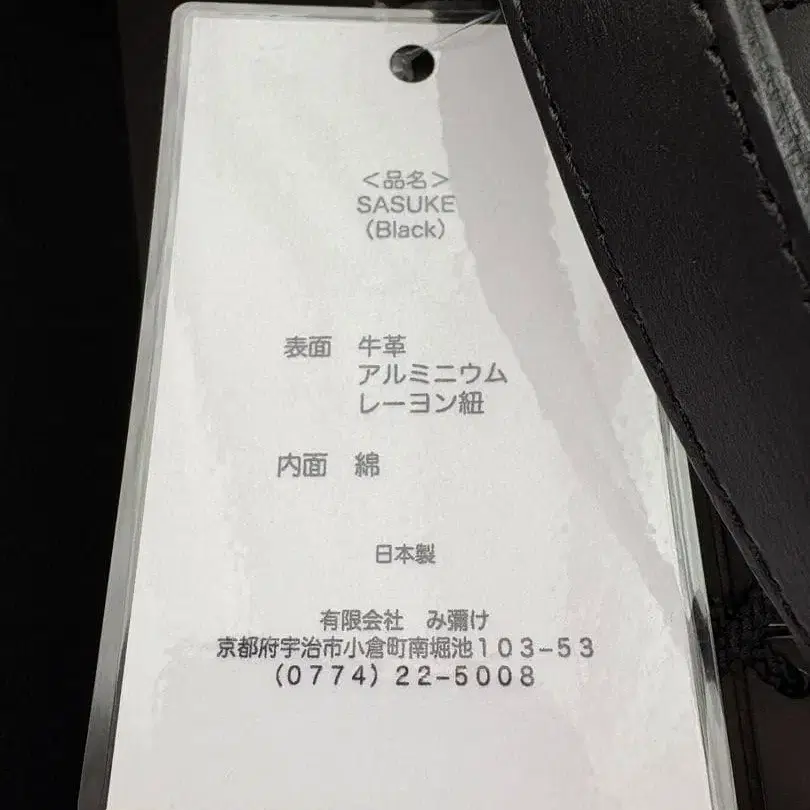 ＜品名＞
SASUKE
（Black）
表面　牛革
アルミニウム
レーヨン紐
内面　綿
日本製
有限会社　み彌け
京都府宇治市小倉町南堀池１０３−５３
（０７７４）２２−５００８